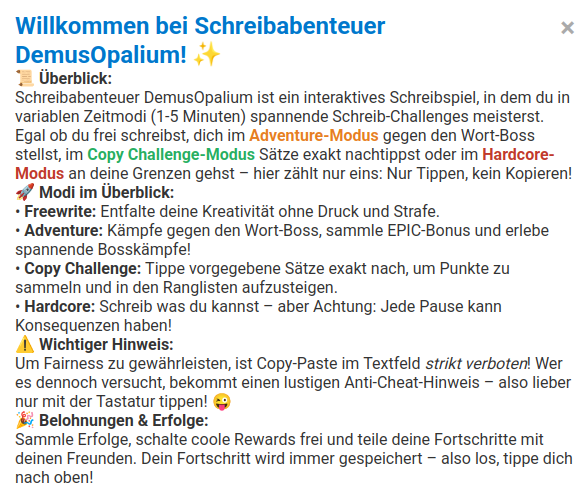 Willkommen bei Schreibabenteuer
DemusOpalium! ✨
×
📜 Überblick:
Schreibabenteuer DemusOpalium ist ein interaktives Schreibspiel, in dem du in
variablen Zeitmodi (1-5 Minuten) spannende Schreib-Challenges meisterst.
Egal ob du frei schreibst, dich im Adventure-Modus gegen den Wort-Boss
stellst, im Copy Challenge-Modus Sätze exakt nachtippst oder im Hardcore-
Modus an deine Grenzen gehst – hier zählt nur eins: Nur Tippen, kein Kopieren!
🚀 Modi im Überblick:
• Freewrite: Entfalte deine Kreativität ohne Druck und Strafe.
• Adventure: Kämpfe gegen den Wort-Boss, sammle EPIC-Bonus und erlebe
spannende Bosskämpfe!
• Copy Challenge: Tippe vorgegebene Sätze exakt nach, um Punkte zu
sammeln und in den Ranglisten aufzusteigen.
• Hardcore: Schreib was du kannst – aber Achtung: Jede Pause kann
Konsequenzen haben!
⚠️ Wichtiger Hinweis:
Um Fairness zu gewährleisten, ist Copy-Paste im Textfeld strikt verboten! Wer
es dennoch versucht, bekommt einen lustigen Anti-Cheat-Hinweis – also lieber
nur mit der Tastatur tippen! 😜
🎉 Belohnungen & Erfolge:
Sammle Erfolge, schalte coole Rewards frei und teile deine Fortschritte mit
deinen Freunden. Dein Fortschritt wird immer gespeichert – also los, tippe dich
nach oben!